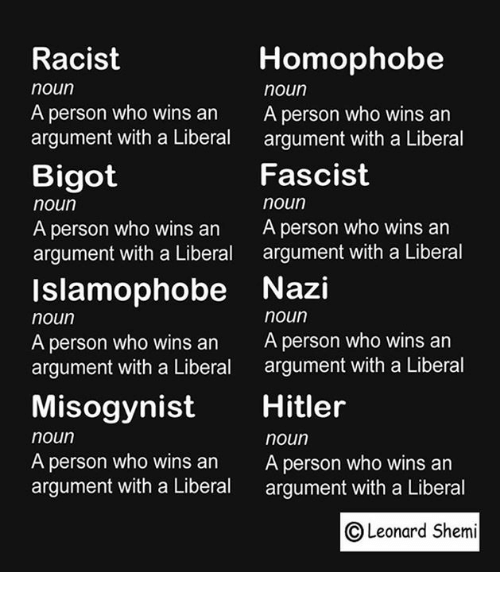 Racist
noun
A person who wins an
argument with a Liberal
Homophobe
noun
A person who wins an
argument with a Liberal
Bigot
noun
A person who wins an
argument with a Liberal
Fascist
noun
A person who wins an
argument with a Liberal
Islamophobe
noun
A person who wins an
argument with a Liberal
Nazi
noun
A person who wins an
argument with a Liberal
Misogynist
noun
A person who wins an
argument with a Liberal
Hitler
noun
A person who wins an
argument with a Liberal
© Leonard Shemi